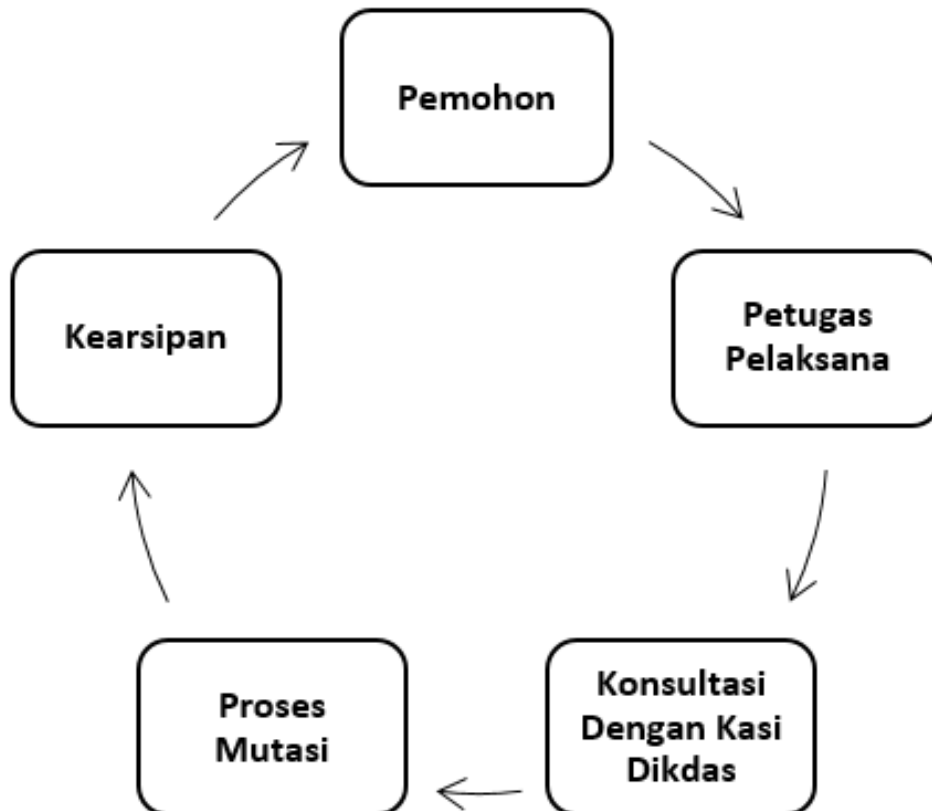 Pemohon
Petugas
Pelaksana
Konsultasi
Dengan Kasi
Dikdas
Proses
Mutasi
Kearsipan